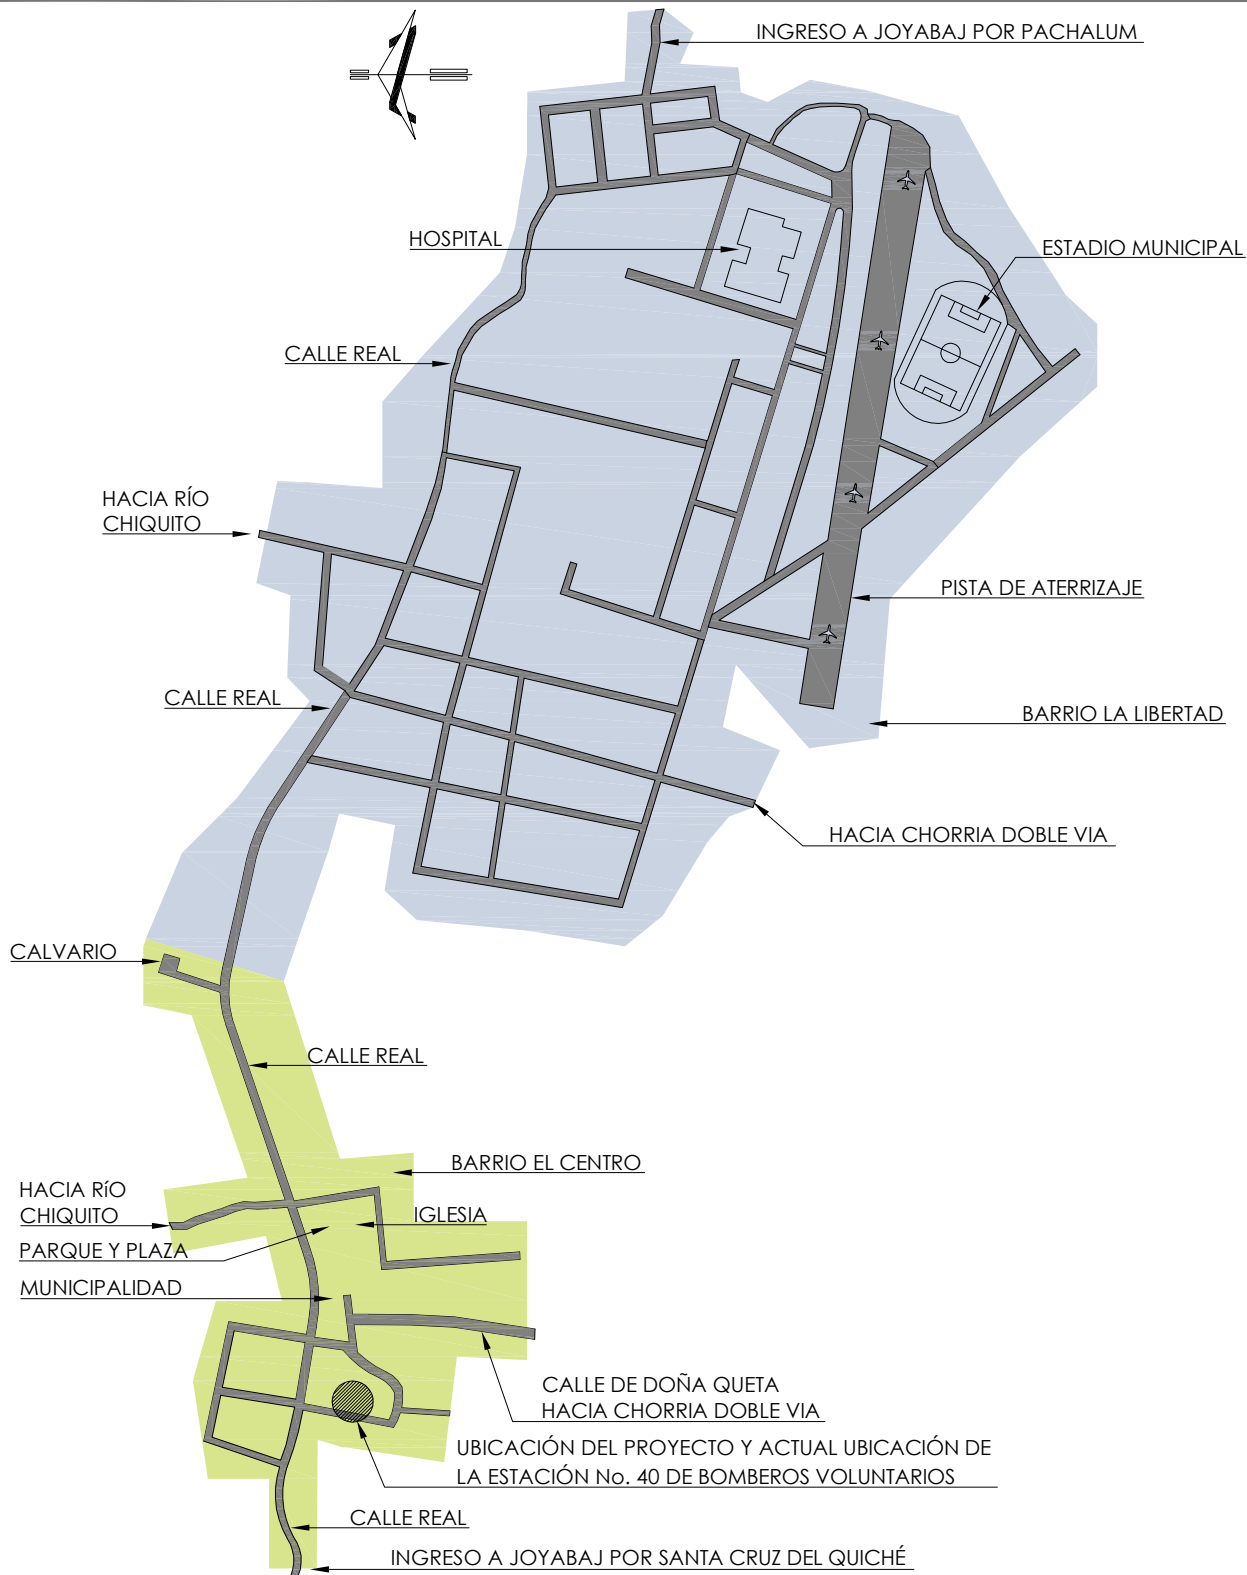 INGRESO A JOYABAJ POR PACHALUM
HOSPITAL
ESTADIO MUNICIPAL
CALLE REAL
HACIA RÍO
CHIQUITO
PISTA DE ATERRIZAJE
CALLE REAL
BARRIO LA LIBERTAD
HACIA CHORRIA DOBLE VIA
CALVARIO
CALLE REAL
BARRIO EL CENTRO
HACIA RÍO
CHIQUITO
IGLESIA
PARQUE Y PLAZA
MUNICIPALIDAD
CALLE DE DOÑA QUETA
HACIA CHORRIA DOBLE VIA
UBICACIÓN DEL PROYECTO Y ACTUAL UBICACIÓN DE
LA ESTACIÓN No. 40 DE BOMBEROS VOLUNTARIOS
CALLE REAL
INGRESO A JOYABAJ POR SANTA CRUZ DEL QUICHÉ